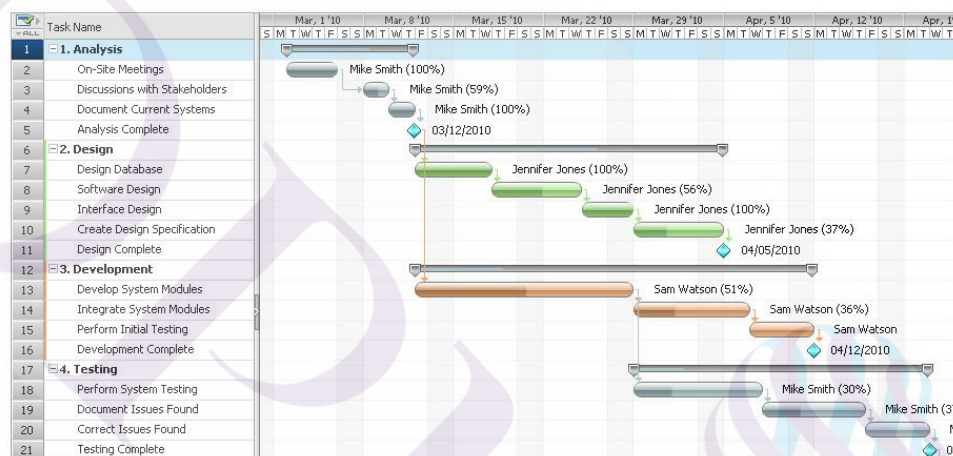 Task Name Mar, 1 '10 Mar, 8 '10 Mar, 15 '10 Mar, 22 '10 Mar, 29 '10 Apr, 5 '10 Apr, 12 '10 Apr, 1
ALL S M T W T F S S M T W T F S S M T W T F S S M T W T F S S M T W T F S S M T W T F S S M T W T F S S M T W T
1 1. Analysis
2 On-Site Meetings Mike Smith (100%)
3 Discussions with Stakeholders Mike Smith (59%)
4 Document Current Systems Mike Smith (100%)
5 Analysis Complete 03/12/2010
6 2. Design
7 Design Database Jennifer Jones (100%)
8 Software Design Jennifer Jones (56%)
9 Interface Design Jennifer Jones (100%)
10 Create Design Specification Jennifer Jones (37%)
11 Design Complete 04/05/2010
12 3. Development
13 Develop System Modules Sam Watson (51%)
14 Integrate System Modules Sam Watson (36%)
15 Perform Initial Testing Sam Watson
16 Development Complete 04/12/2010
17 4. Testing
18 Perform System Testing Mike Smith (30%)
19 Document Issues Found Mike Smith (3
20 Correct Issues Found
21 Testing Complete 0